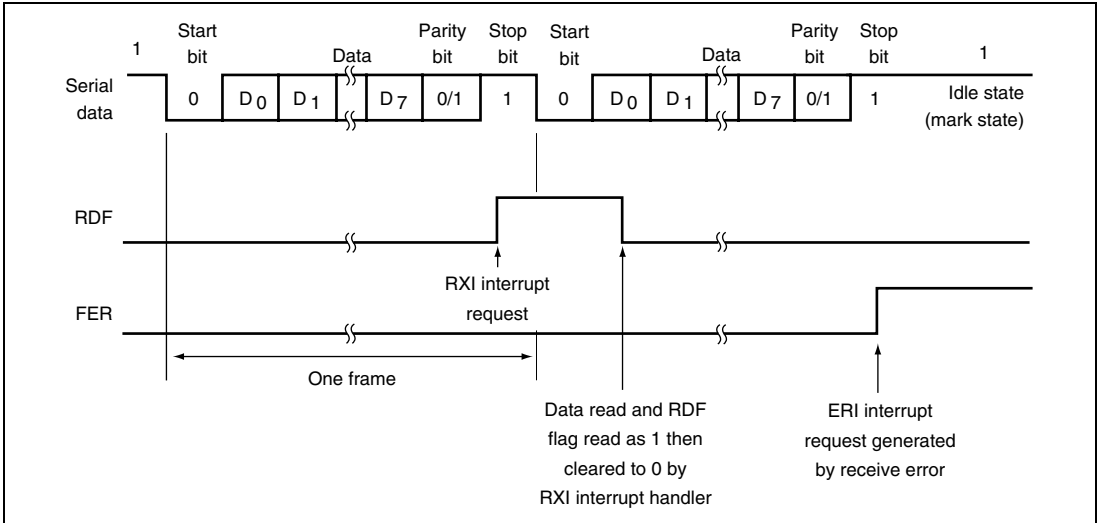 1
Start bit
Data
Parity bit
Stop bit
Start bit
Data
Parity bit
Stop bit
1
Serial data
0
D0
D1
D7
0/1
1
0
D0
D1
D7
0/1
1
Idle state
(mark state)
RDF
RXI interrupt
request
FER
One frame
Data read and RDF
flag read as 1 then
cleared to 0 by
RXI interrupt handler
ERI interrupt
request generated
by receive error